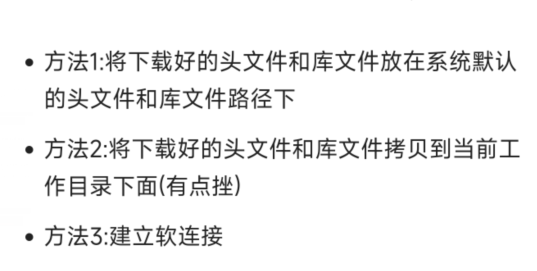 • 方法1:将下载好的头文件和库文件放在系统默认
的头文件和库文件路径下
• 方法2:将下载好的头文件和库文件拷贝到当前工
作目录下面(有点挫)
• 方法3:建立软连接